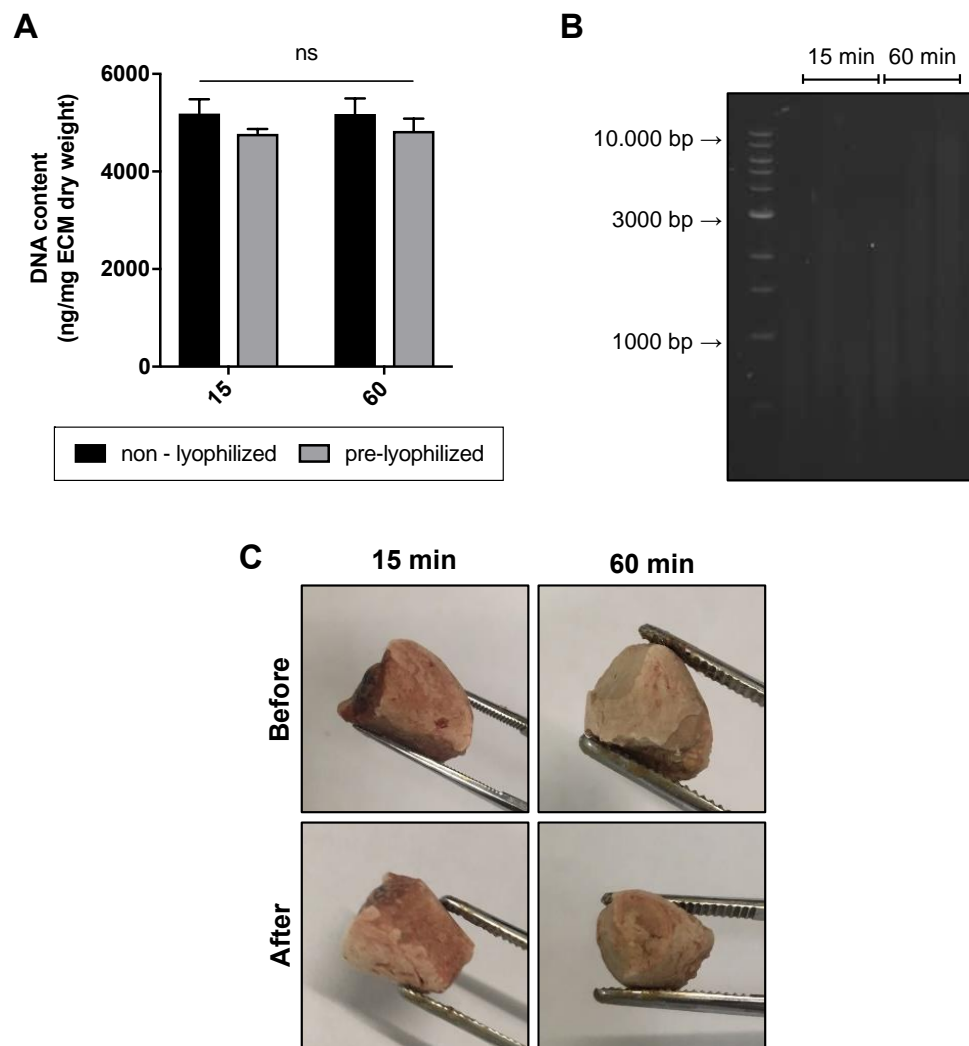 A
ns
6000
4000
2000
0
DNA content
(ng/mg ECM dry weight)
15
60
non - lyophilized
pre-lyophilized
B
15 min
60 min
10.000 bp →
3000 bp →
1000 bp →
C
15 min
60 min
Before
After